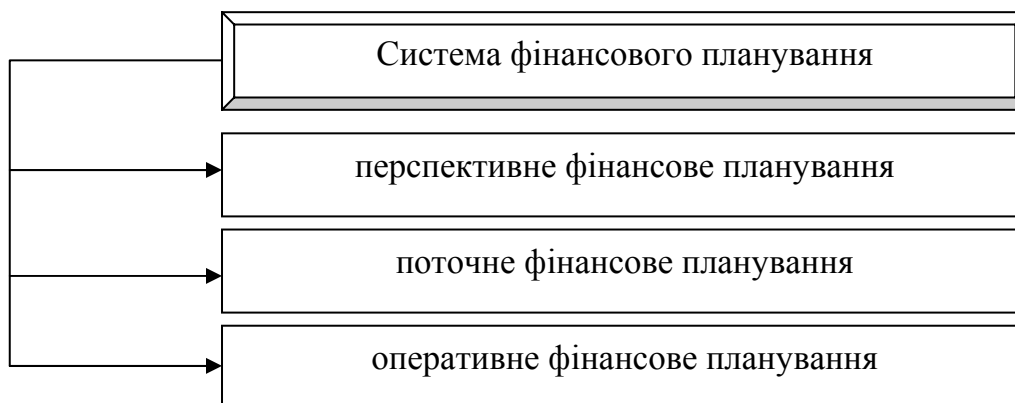 Система фінансового планування
перспективне фінансове планування
поточне фінансове планування
оперативне фінансове планування